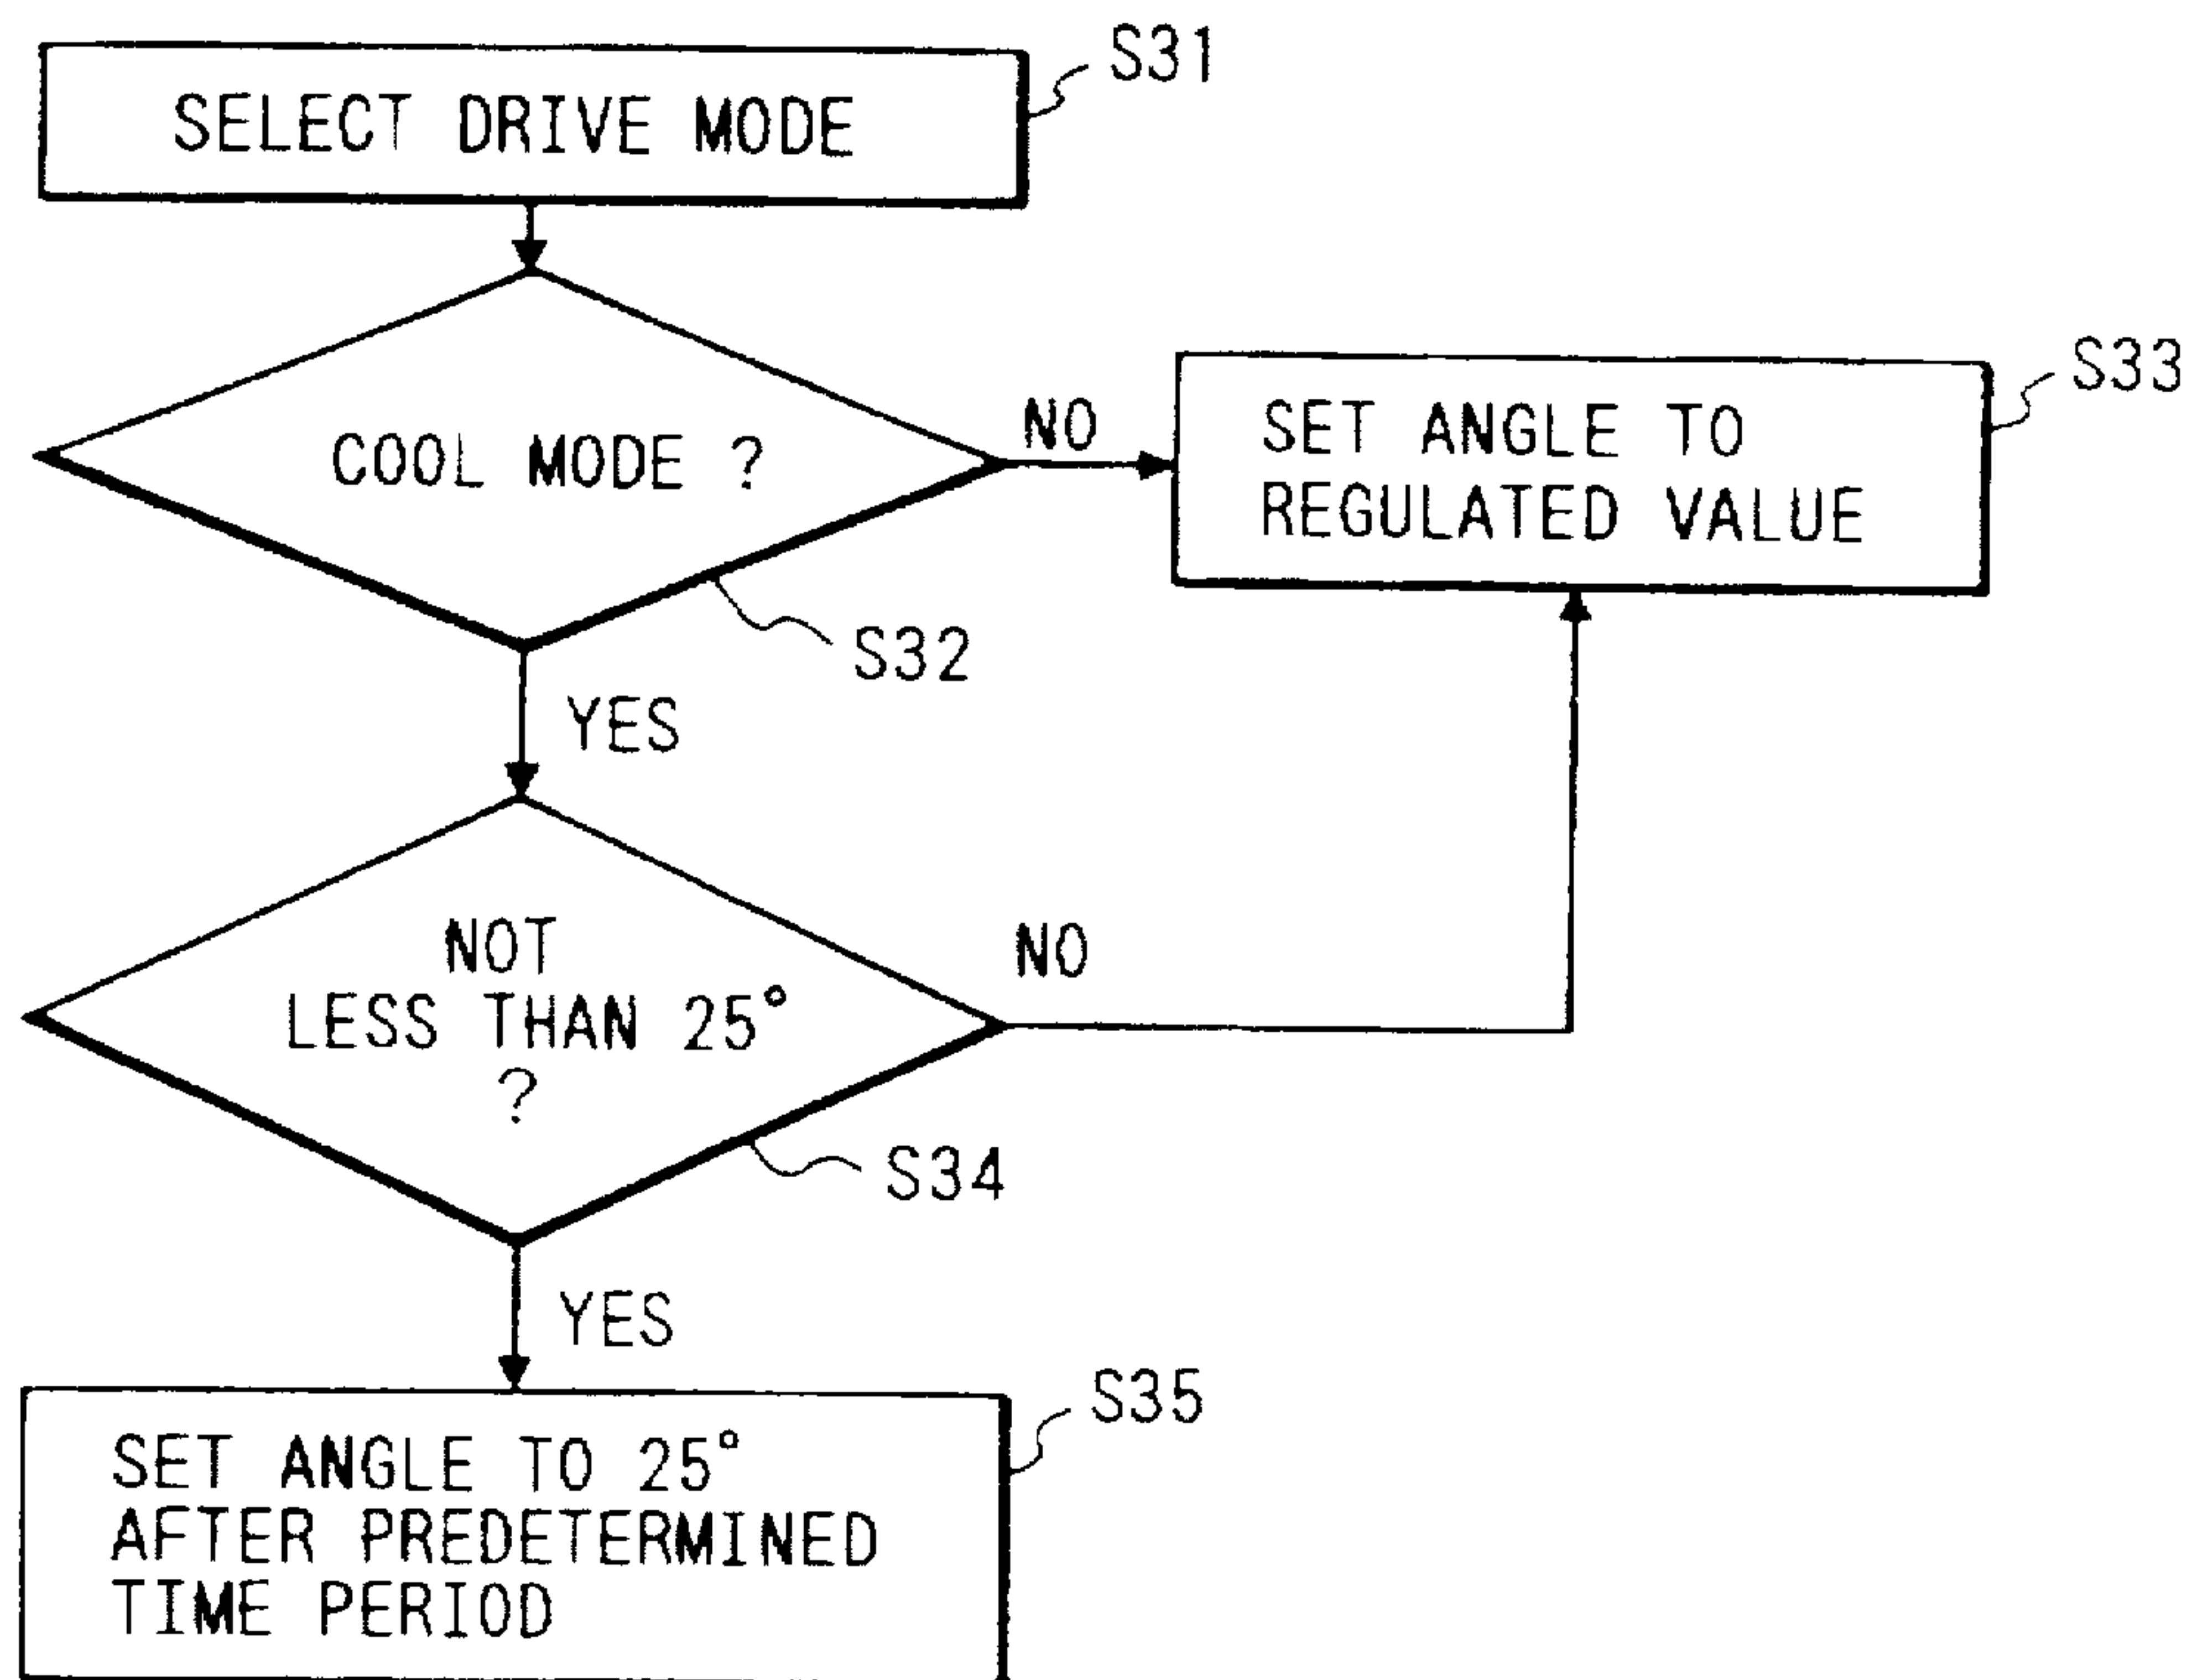 S31
SELECT DRIVE MODE
COOL MODE ?
NO
S33
SET ANGLE TO
REGULATED VALUE
S32
YES
NOT
LESS THAN 25°
?
NO
S34
YES
S35
SET ANGLE TO 25°
AFTER PREDETERMINED
TIME PERIOD